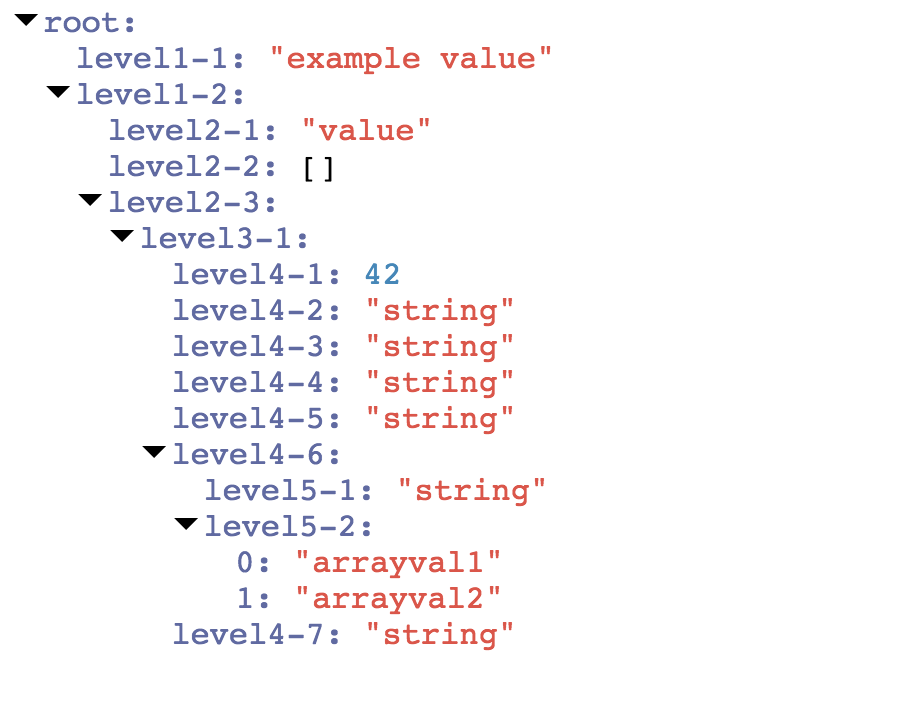 root:
level1-1: "example value"
level1-2:
level2-1: "value"
level2-2: []
level2-3:
level3-1:
level4-1: 42
level4-2: "string"
level4-3: "string"
level4-4: "string"
level4-5: "string"
level4-6:
level5-1: "string"
level5-2:
0: "arrayval1"
1: "arrayval2"
level4-7: "string"